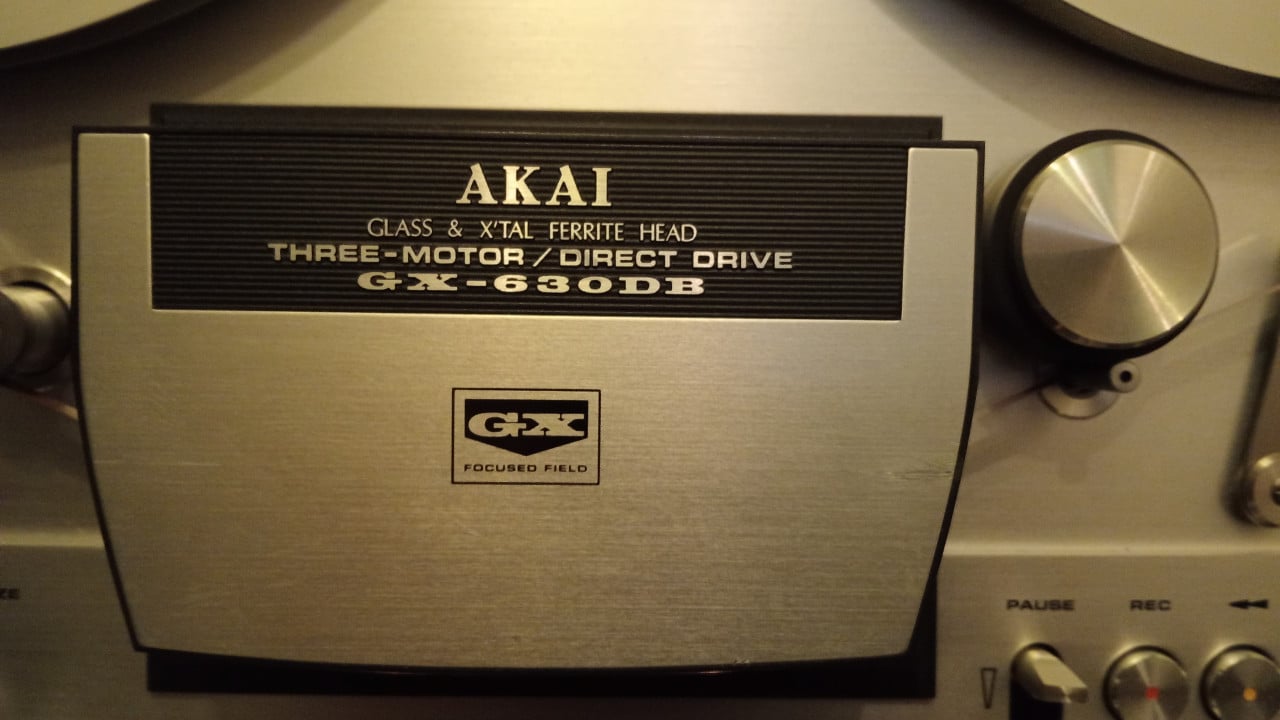 AKAI
GLASS & X'TAL FERRITE HEAD
THREE-MOTOR/DIRECT DRIVE
GX-630DB
GX
FOCUSED FIELD
PAUSE REC